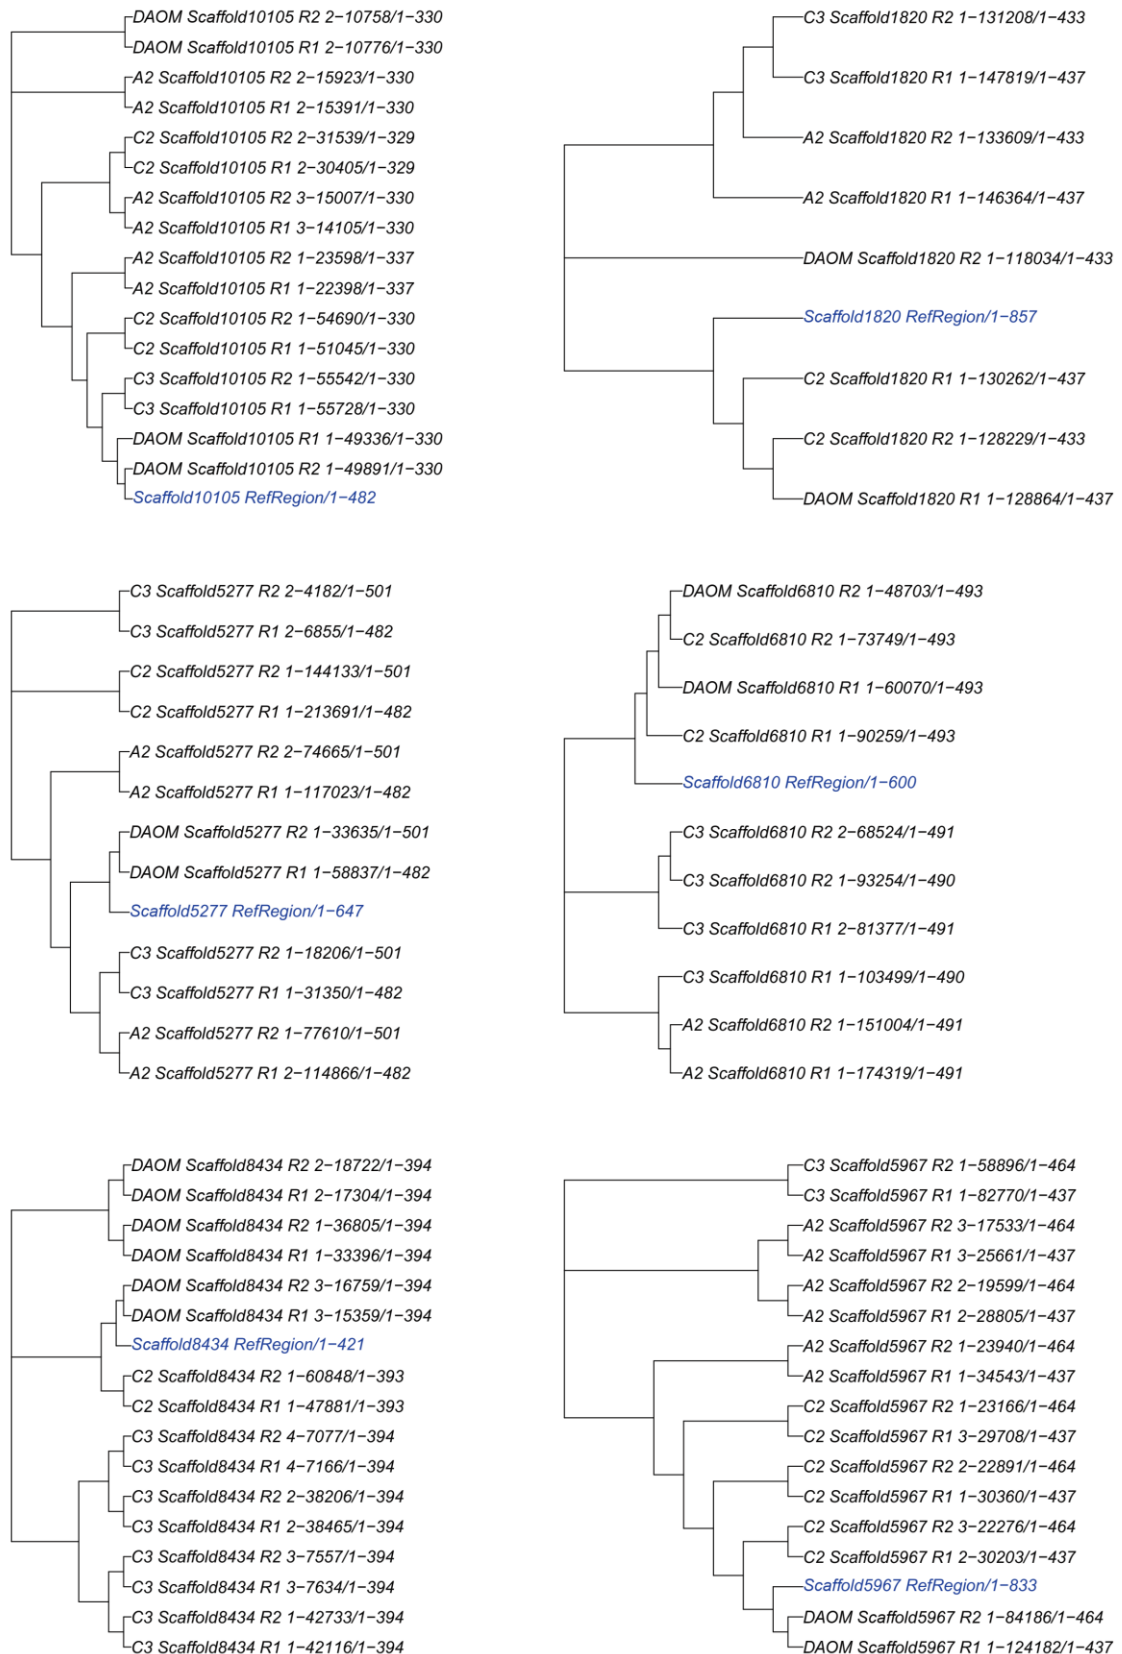 DAOM Scaffold10105 R2 2−10758/1−330
DAOM Scaffold10105 R1 2−10776/1−330
A2 Scaffold10105 R2 2−15923/1−330
A2 Scaffold10105 R1 2−15391/1−330
C2 Scaffold10105 R2 2−31539/1−329
C2 Scaffold10105 R1 2−30405/1−329
A2 Scaffold10105 R2 3−15007/1−330
A2 Scaffold10105 R1 3−14105/1−330
A2 Scaffold10105 R2 1−23598/1−337
A2 Scaffold10105 R1 1−22398/1−337
C2 Scaffold10105 R2 1−54690/1−330
C2 Scaffold10105 R1 1−51045/1−330
C3 Scaffold10105 R2 1−55542/1−330
C3 Scaffold10105 R1 1−55728/1−330
DAOM Scaffold10105 R1 1−49336/1−330
DAOM Scaffold10105 R2 1−49891/1−330
Scaffold10105 RefRegion/1−482
C3 Scaffold1820 R2 1−131208/1−433
C3 Scaffold1820 R1 1−147819/1−437
A2 Scaffold1820 R2 1−133609/1−433
A2 Scaffold1820 R1 1−146364/1−437
DAOM Scaffold1820 R2 1−118034/1−433
Scaffold1820 RefRegion/1−857
C2 Scaffold1820 R1 1−130262/1−437
C2 Scaffold1820 R2 1−128229/1−433
DAOM Scaffold1820 R1 1−128864/1−437
C3 Scaffold5277 R2 2−4182/1−501
C3 Scaffold5277 R1 2−6855/1−482
C2 Scaffold5277 R2 1−144133/1−501
C2 Scaffold5277 R1 1−213691/1−482
A2 Scaffold5277 R2 2−74665/1−501
A2 Scaffold5277 R1 1−117023/1−482
DAOM Scaffold5277 R2 1−33635/1−501
DAOM Scaffold5277 R1 1−58837/1−482
Scaffold5277 RefRegion/1−647
C3 Scaffold5277 R2 1−18206/1−501
C3 Scaffold5277 R1 1−31350/1−482
A2 Scaffold5277 R2 1−77610/1−501
A2 Scaffold5277 R1 2−114866/1−482
DAOM Scaffold6810 R2 1−48703/1−493
C2 Scaffold6810 R2 1−73749/1−493
DAOM Scaffold6810 R1 1−60070/1−493
C2 Scaffold6810 R1 1−90259/1−493
Scaffold6810 RefRegion/1−600
C3 Scaffold6810 R2 2−68524/1−491
C3 Scaffold6810 R2 1−93254/1−490
C3 Scaffold6810 R1 2−81377/1−491
C3 Scaffold6810 R1 1−103499/1−490
A2 Scaffold6810 R2 1−151004/1−491
A2 Scaffold6810 R1 1−174319/1−491
DAOM Scaffold8434 R2 2−18722/1−394
DAOM Scaffold8434 R1 2−17304/1−394
DAOM Scaffold8434 R2 1−36805/1−394
DAOM Scaffold8434 R1 1−33396/1−394
DAOM Scaffold8434 R2 3−16759/1−394
DAOM Scaffold8434 R1 3−15359/1−394
Scaffold8434 RefRegion/1−421
C2 Scaffold8434 R2 1−60848/1−393
C2 Scaffold8434 R1 1−47881/1−393
C3 Scaffold8434 R2 4−7077/1−394
C3 Scaffold8434 R1 4−7166/1−394
C3 Scaffold8434 R2 2−38206/1−394
C3 Scaffold8434 R1 2−38465/1−394
C3 Scaffold8434 R2 3−7557/1−394
C3 Scaffold8434 R1 3−7634/1−394
C3 Scaffold8434 R2 1−42733/1−394
C3 Scaffold8434 R1 1−42116/1−394
C3 Scaffold5967 R2 1−58896/1−464
C3 Scaffold5967 R1 1−82770/1−437
A2 Scaffold5967 R2 3−17533/1−464
A2 Scaffold5967 R1 3−25661/1−437
A2 Scaffold5967 R2 2−19599/1−464
A2 Scaffold5967 R1 2−28805/1−437
A2 Scaffold5967 R2 1−23940/1−464
A2 Scaffold5967 R1 1−34543/1−437
C2 Scaffold5967 R2 1−23166/1−464
C2 Scaffold5967 R1 3−29708/1−437
C2 Scaffold5967 R2 2−22891/1−464
C2 Scaffold5967 R1 1−30360/1−437
C2 Scaffold5967 R2 3−22276/1−464
C2 Scaffold5967 R1 2−30203/1−437
Scaffold5967 RefRegion/1−833
DAOM Scaffold5967 R2 1−84186/1−464
DAOM Scaffold5967 R1 1−124182/1−437